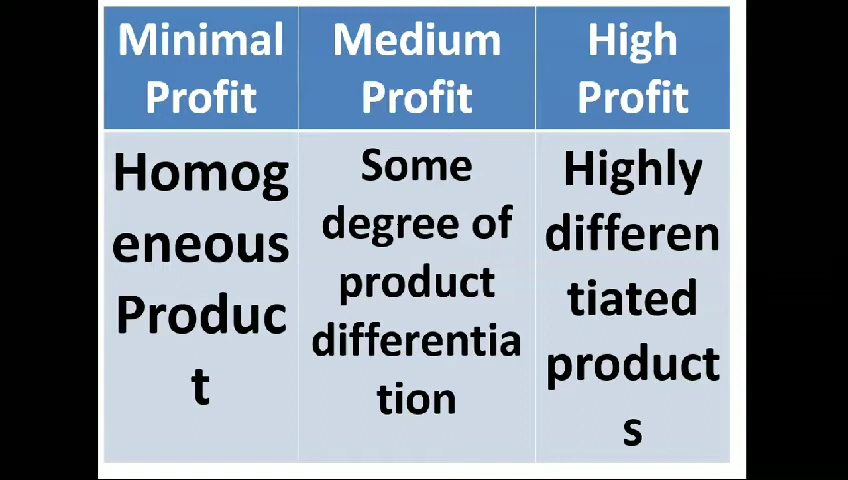 Minimal
Profit
Medium
Profit
High
Profit
Homog
eneous
Produc
t
Some
degree of
product
differentia
tion
Highly
differen
tiated
product
s